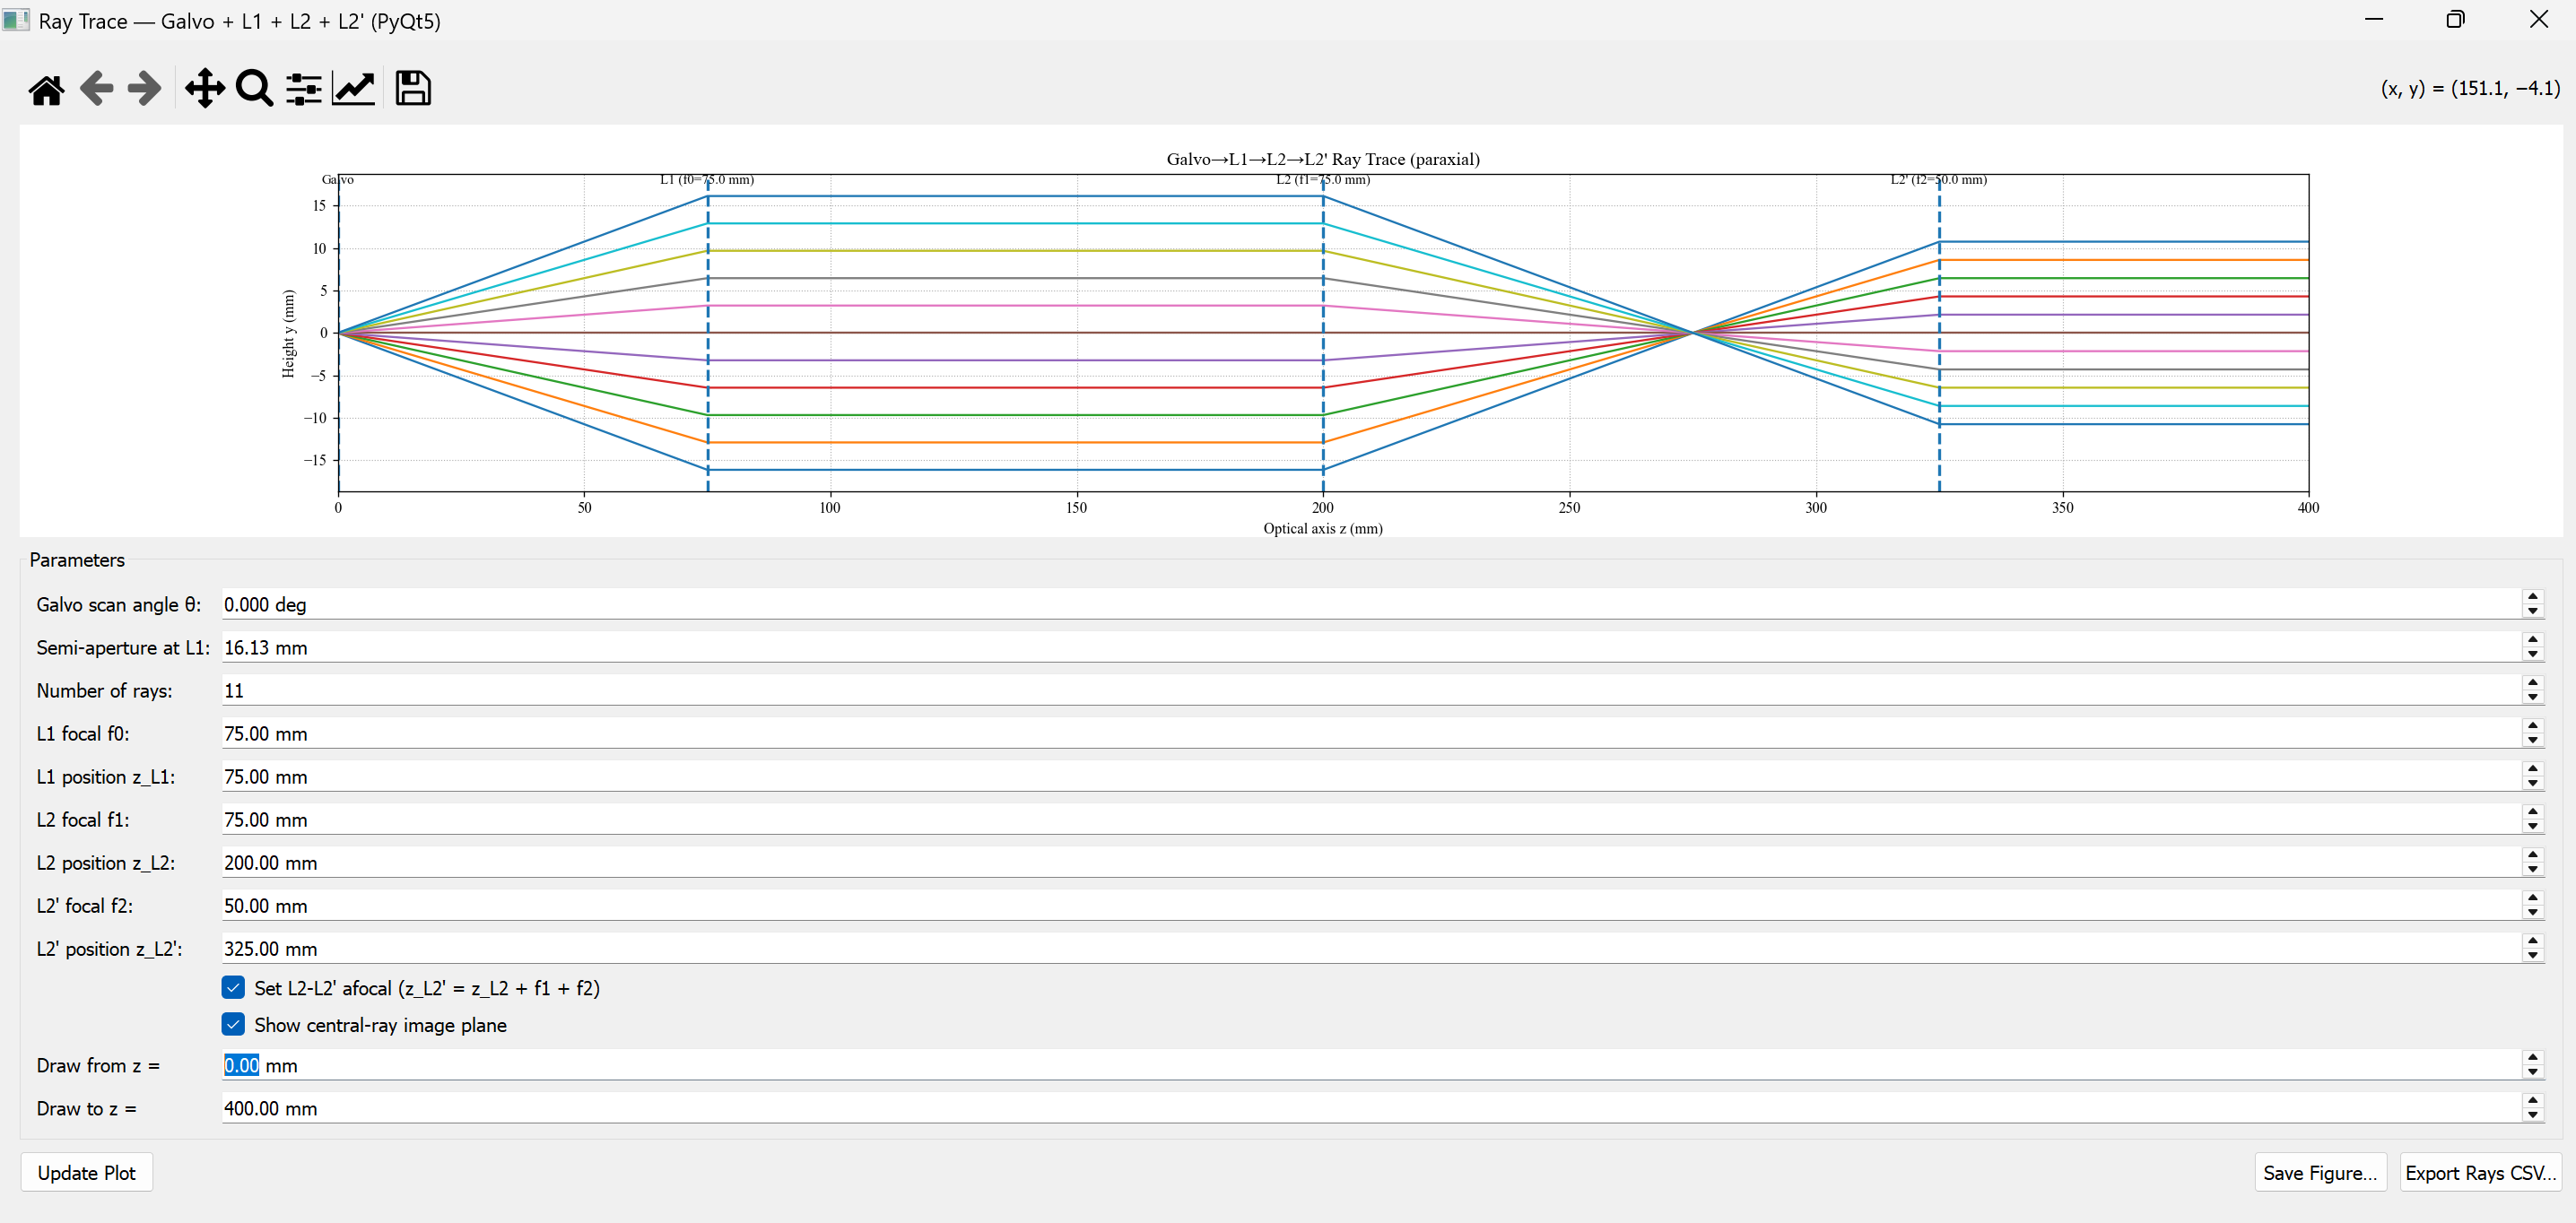 Ray Trace — Galvo + L1 + L2 + L2' (PyQt5)
(x, y) = (151.1, −4.1)
Galvo→L1→L2→L2' Ray Trace (paraxial)
Galvo
L1 (f0=75.0 mm)
L2 (f1=75.0 mm)
L2' (f2=50.0 mm)
15
10
5
0
−5
−10
−15
Height y (mm)
0 50 100 150 200 250 300 350 400
Optical axis z (mm)
Parameters
Galvo scan angle θ: 0.000 deg
Semi-aperture at L1: 16.13 mm
Number of rays: 11
L1 focal f0: 75.00 mm
L1 position z_L1: 75.00 mm
L2 focal f1: 75.00 mm
L2 position z_L2: 200.00 mm
L2' focal f2: 50.00 mm
L2' position z_L2': 325.00 mm
Set L2-L2' afocal (z_L2' = z_L2 + f1 + f2)
Show central-ray image plane
Draw from z = 0.00 mm
Draw to z = 400.00 mm
Update Plot
Save Figure...
Export Rays CSV...